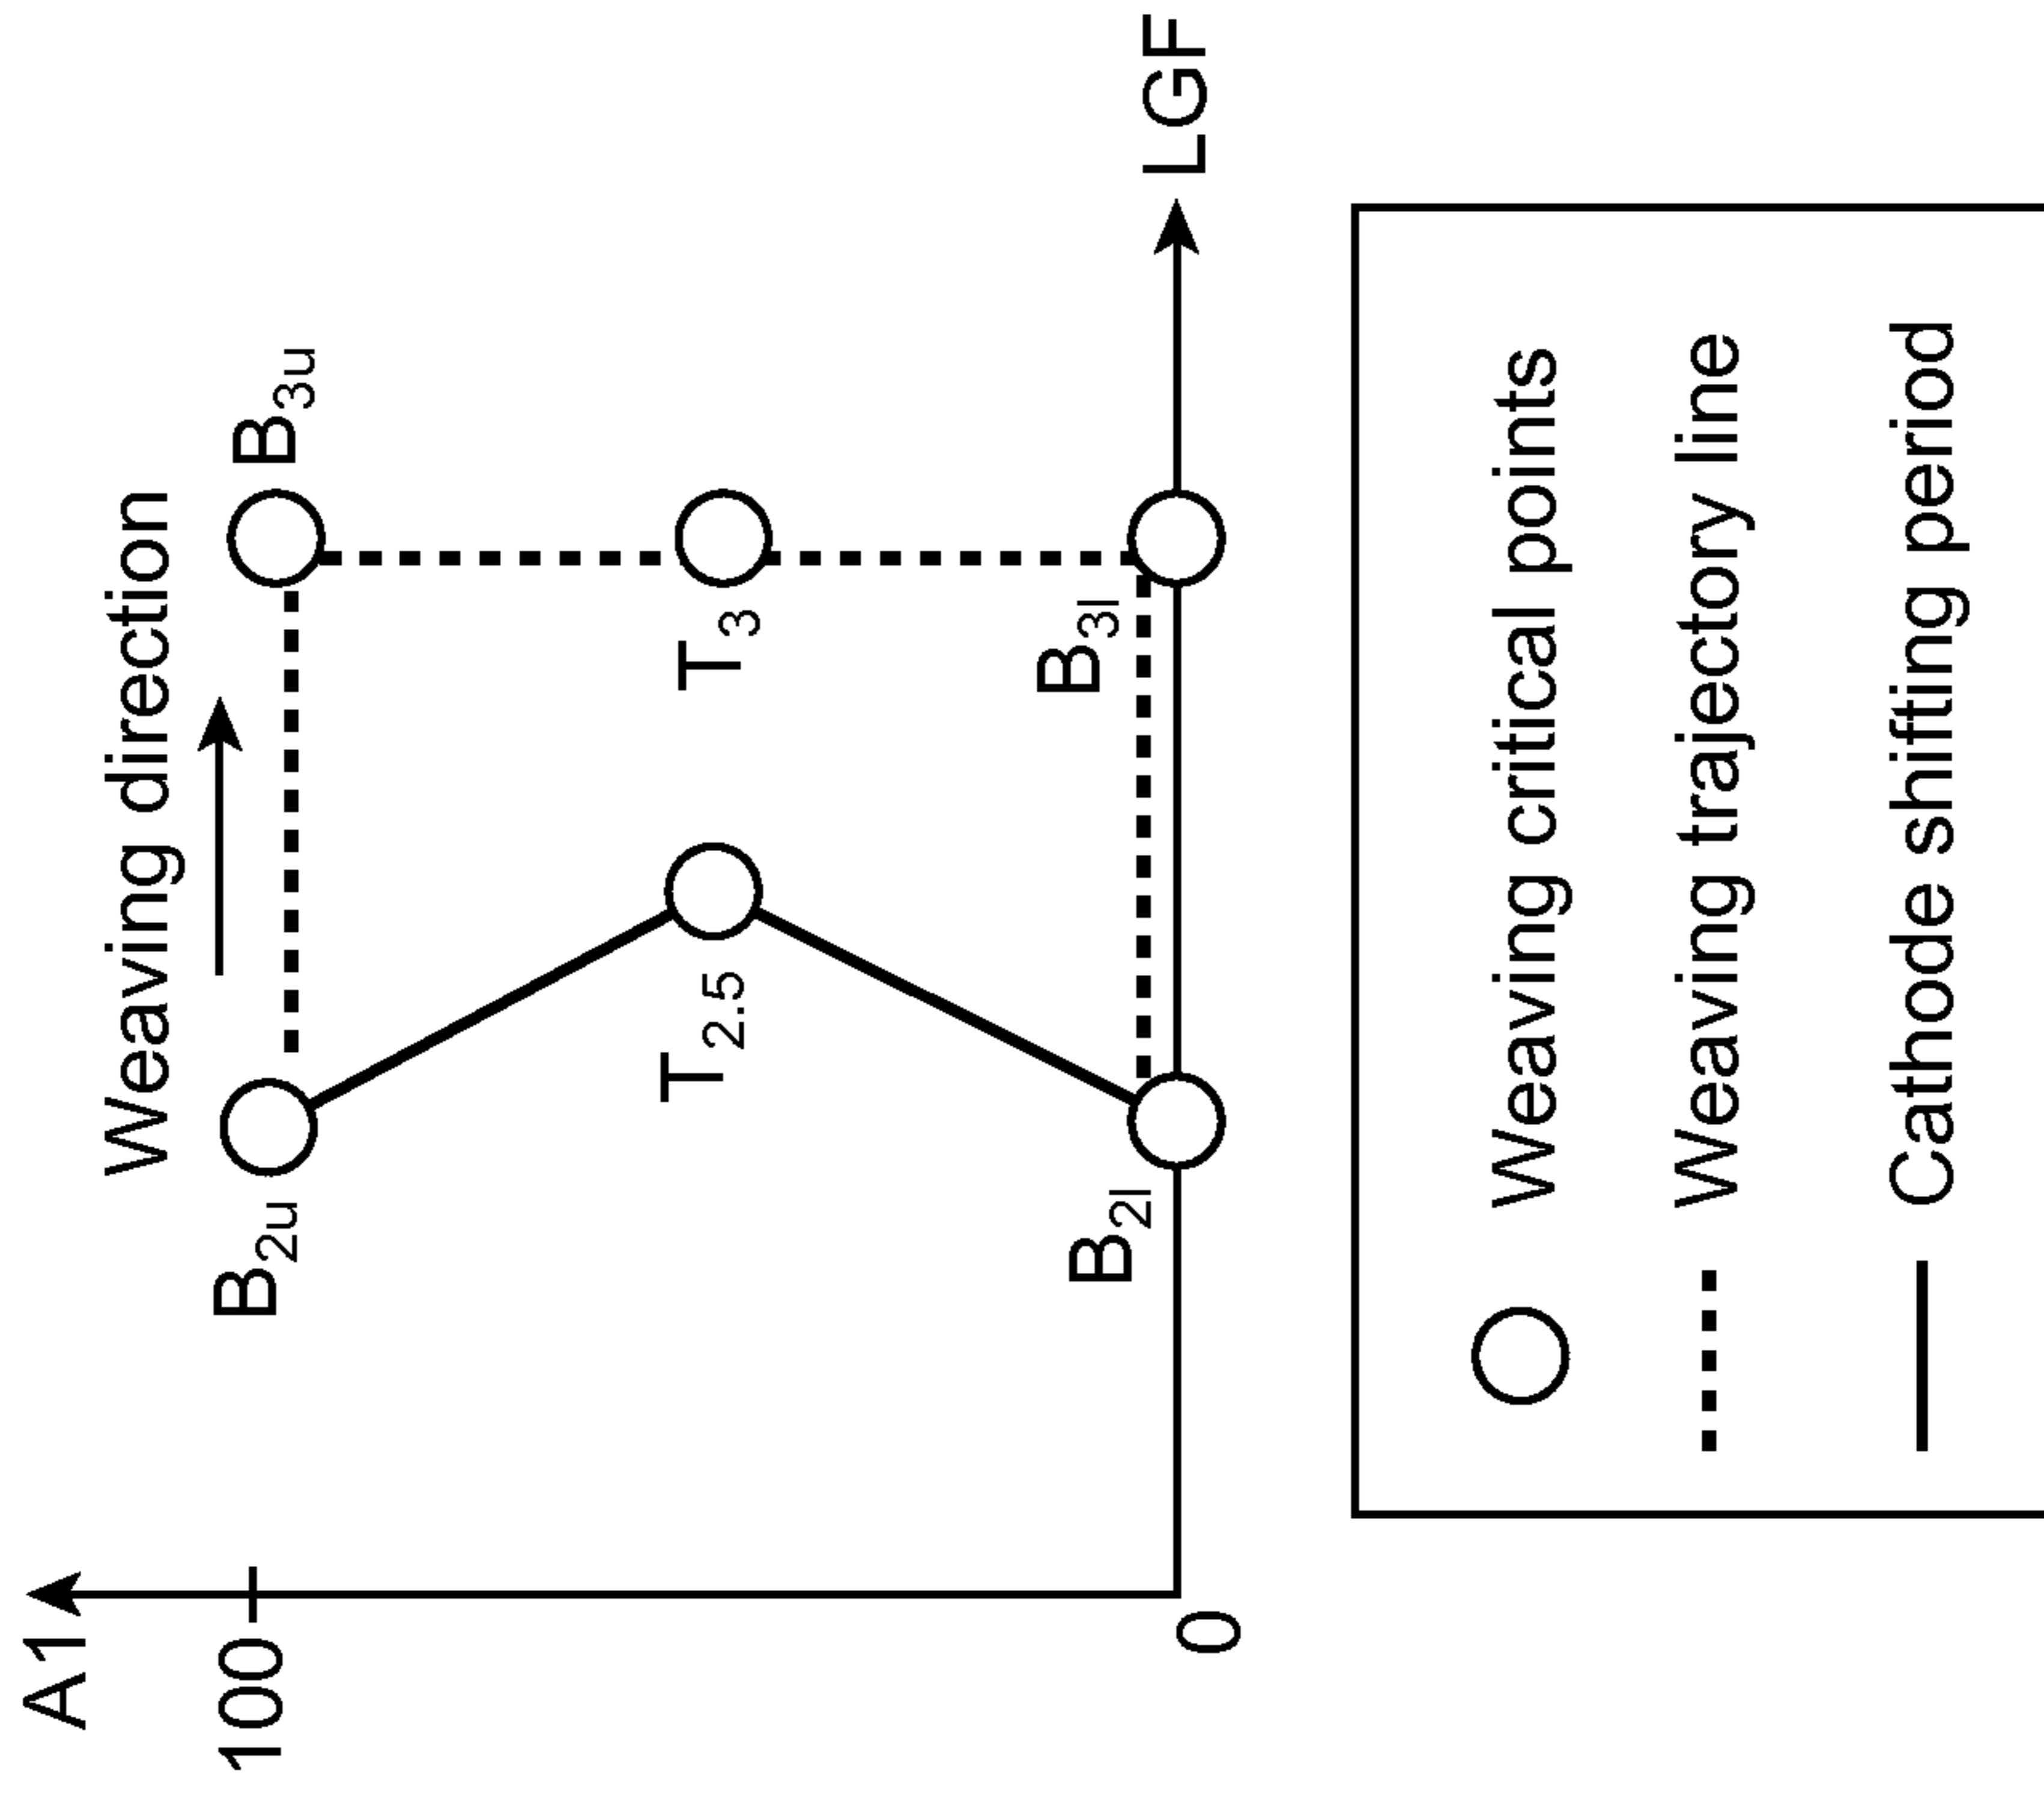 A1
Weaving direction
100
B2u
B3u
T2.5
T3
B2l
B3l
LGF
0
Weaving critical points
Weaving trajectory line
Cathode shifting period